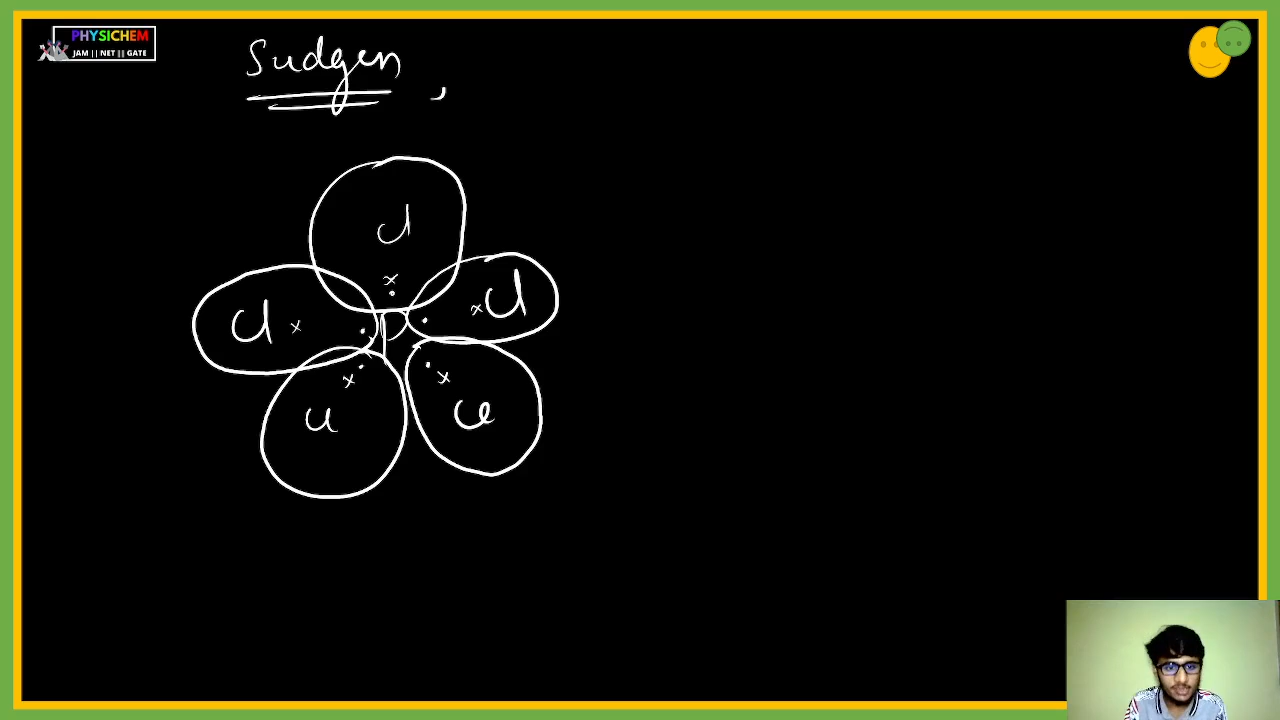 PHYSICHEM
JAM || NET || GATE
Sudgen,
Cl
Cl
Cl
P
Cl
Cl